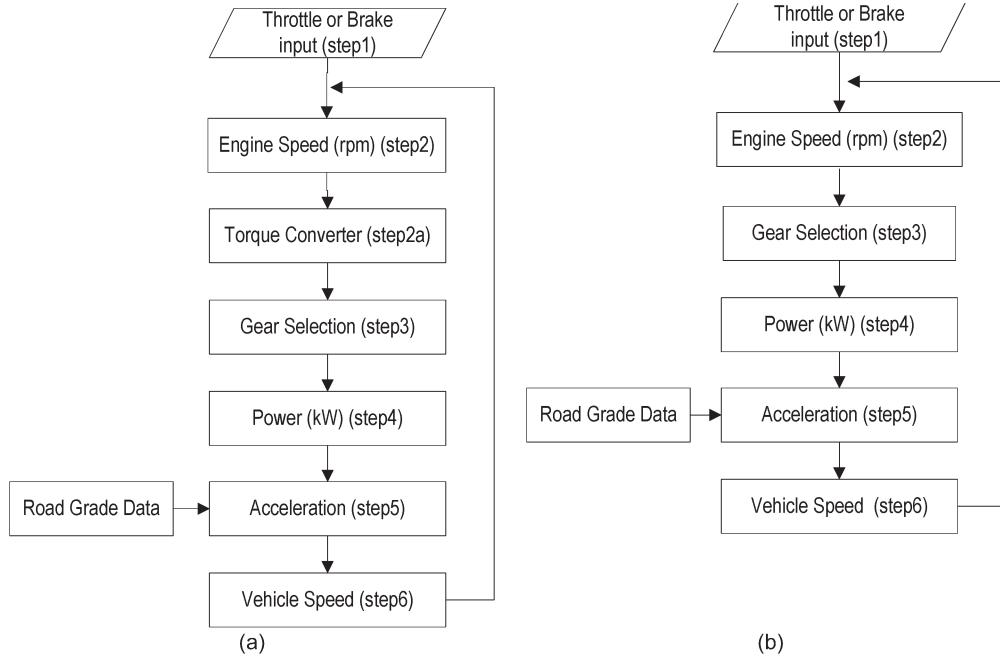 Throttle or Brake
input (step1)
Engine Speed (rpm) (step2)
Torque Converter (step2a)
Gear Selection (step3)
Power (kW) (step4)
Road Grade Data
Acceleration (step5)
Vehicle Speed (step6)
(a)
Throttle or Brake
input (step1)
Engine Speed (rpm) (step2)
Gear Selection (step3)
Power (kW) (step4)
Road Grade Data
Acceleration (step5)
Vehicle Speed  (step6)
(b)